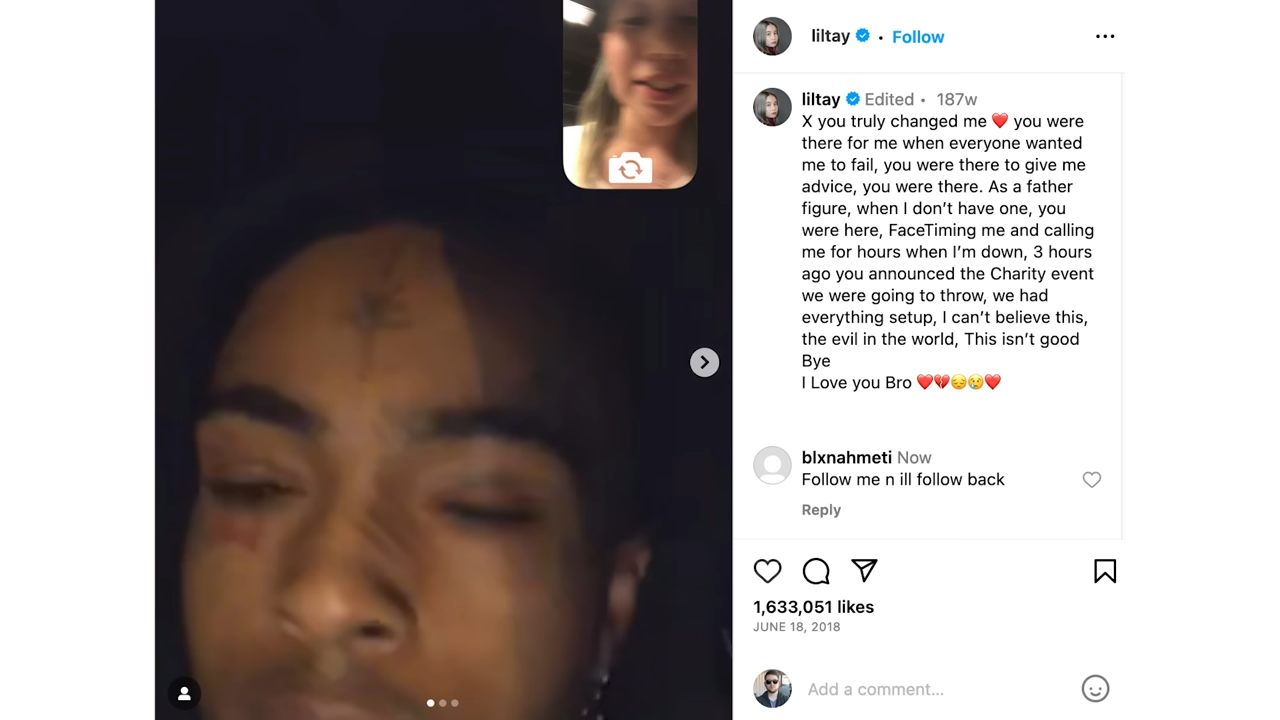 liltay • Follow
liltay Edited • 187w
X you truly changed me ❤️ you were
there for me when everyone wanted
me to fail, you were there to give me
advice, you were there. As a father
figure, when I don’t have one, you
were here, FaceTiming me and calling
me for hours when I’m down, 3 hours
ago you announced the Charity event
we were going to throw, we had
everything setup, I can’t believe this,
the evil in the world, This isn’t good
Bye
I Love you Bro ❤️💔😔😢❤️
blxnahmeti Now
Follow me n ill follow back
Reply
1,633,051 likes
JUNE 18, 2018
Add a comment...